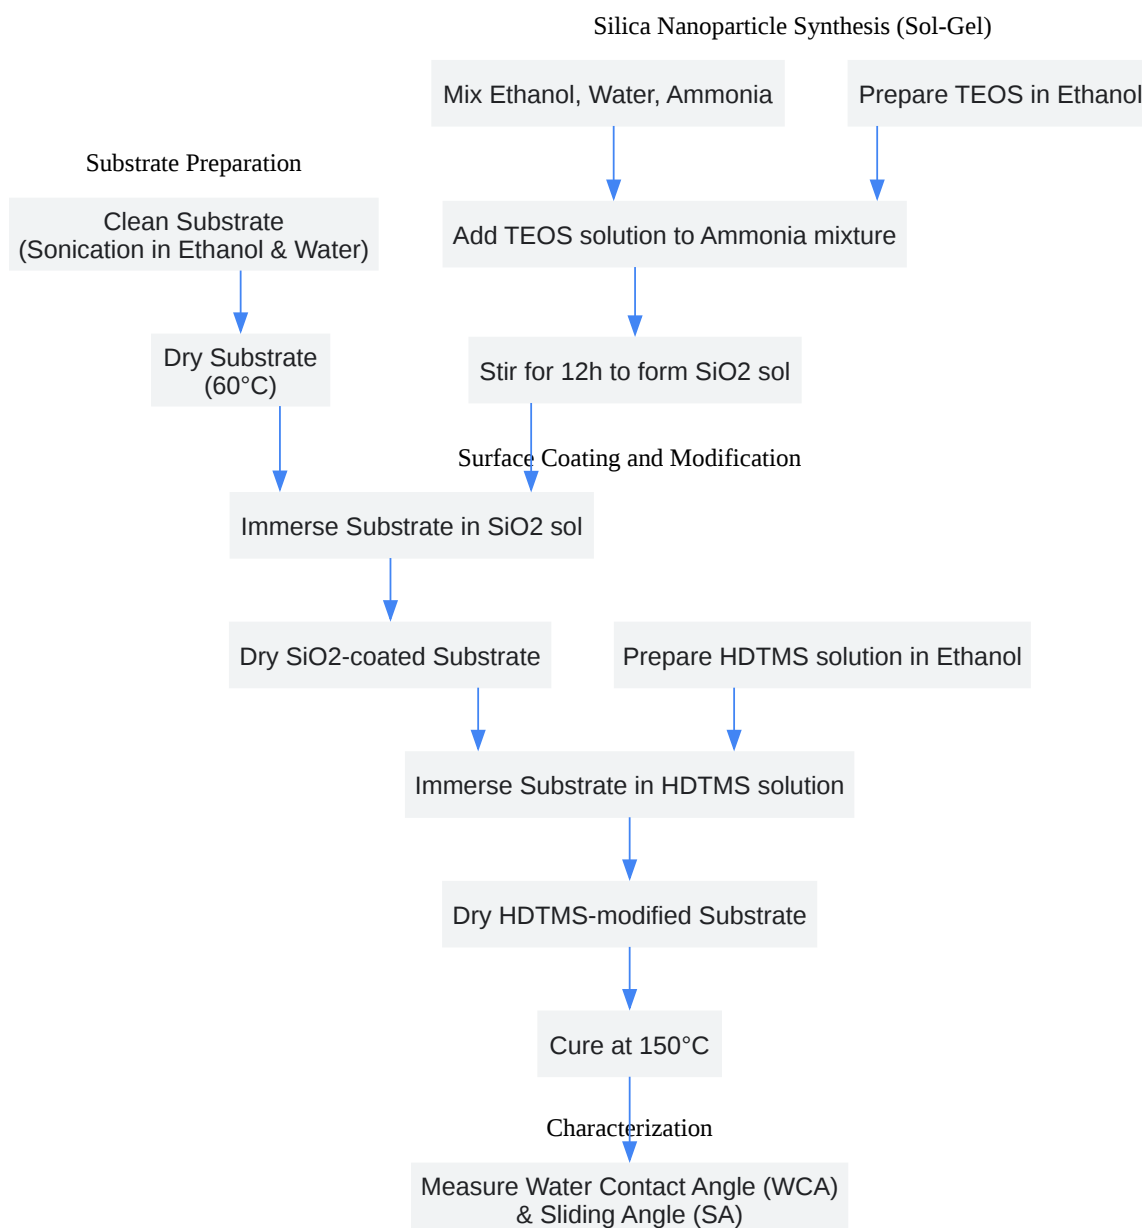 Silica Nanoparticle Synthesis (Sol-Gel)
Mix Ethanol, Water, Ammonia
Prepare TEOS in Ethanol
Substrate Preparation
Clean Substrate
(Sonication in Ethanol & Water)
Add TEOS solution to Ammonia mixture
Dry Substrate
(60°C)
Stir for 12h to form SiO2 sol
Surface Coating and Modification
Immerse Substrate in SiO2 sol
Dry SiO2-coated Substrate
Prepare HDTMS solution in Ethanol
Immerse Substrate in HDTMS solution
Dry HDTMS-modified Substrate
Cure at 150°C
Characterization
Measure Water Contact Angle (WCA)
& Sliding Angle (SA)